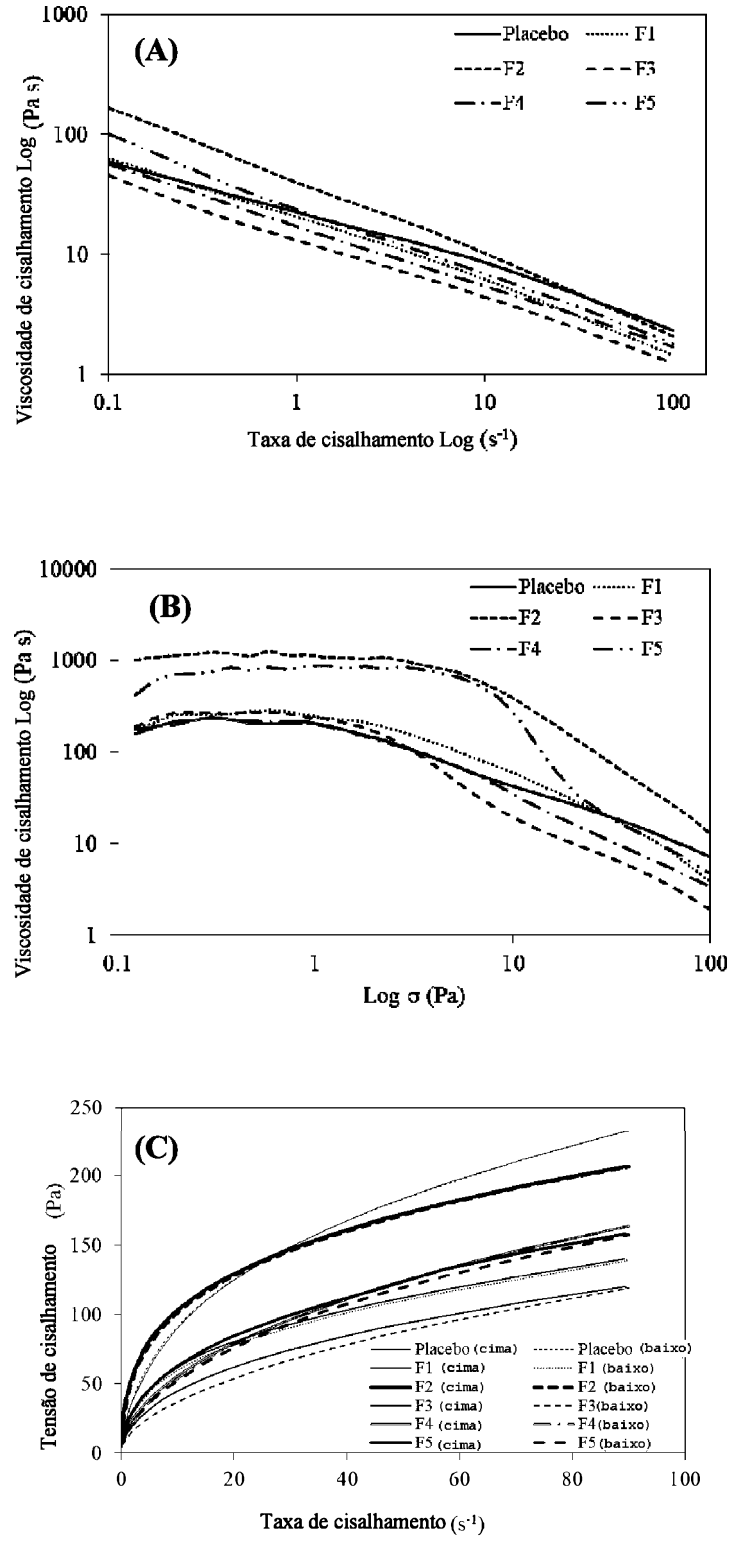 (A)
1000
100
10
1
Viscosidade de cisalhamento Log (Pa s)
Placebo F1
F2 F3
F4 F5
0.1 1 10 100
Taxa de cisalhamento Log (s⁻¹)
(B)
10000
1000
100
10
1
Viscosidade de cisalhamento Log (Pa s)
Placebo F1
F2 F3
F4 F5
0.1 1 10 100
Log σ (Pa)
(C)
250
200
150
100
50
0
Tensão de cisalhamento (Pa)
Placebo (cima) Placebo (baixo)
F1 (cima) F1 (baixo)
F2 (cima) F2 (baixo)
F3 (cima) F3 (baixo)
F4 (cima) F4 (baixo)
F5 (cima) F5 (baixo)
0 20 40 60 80 100
Taxa de cisalhamento (s⁻¹)